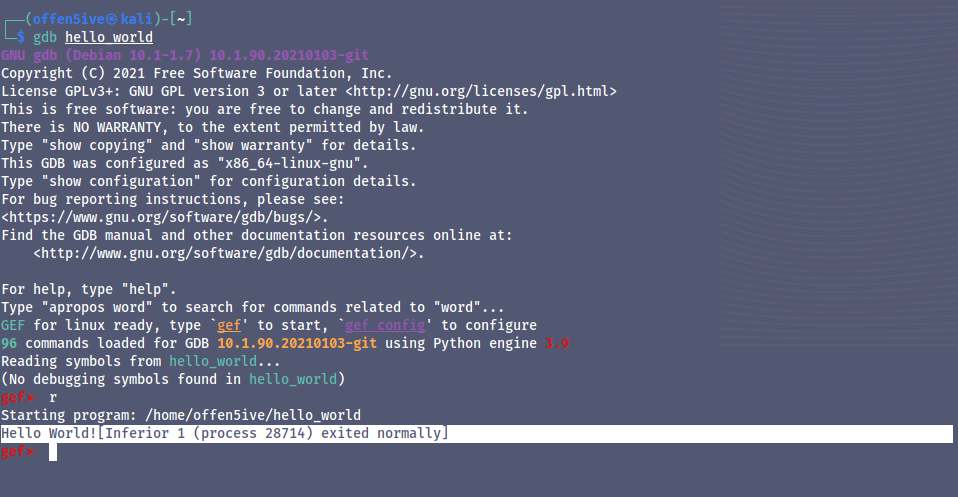 ┌──(offen5ive㉿kali)-[~]
└─$ gdb hello_world
GNU gdb (Debian 10.1-1.7) 10.1.90.20210103-git
Copyright (C) 2021 Free Software Foundation, Inc.
License GPLv3+: GNU GPL version 3 or later <http://gnu.org/licenses/gpl.html>
This is free software: you are free to change and redistribute it.
There is NO WARRANTY, to the extent permitted by law.
Type "show copying" and "show warranty" for details.
This GDB was configured as "x86_64-linux-gnu".
Type "show configuration" for configuration details.
For bug reporting instructions, please see:
<https://www.gnu.org/software/gdb/bugs/>.
Find the GDB manual and other documentation resources online at:
    <http://www.gnu.org/software/gdb/documentation/>.
For help, type "help".
Type "apropos word" to search for commands related to "word"...
GEF for linux ready, type `gef' to start, `gef config' to configure
96 commands loaded for GDB 10.1.90.20210103-git using Python engine 3.9
Reading symbols from hello_world...
(No debugging symbols found in hello_world)
gef➤  r
Starting program: /home/offen5ive/hello_world
Hello World![Inferior 1 (process 28714) exited normally]
gef➤